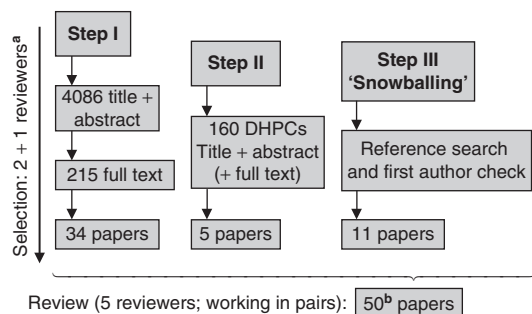 Selection: 2 + 1 reviewersᵃ
Step I
4086 title +
abstract
215 full text
34 papers
Step II
160 DHPCs
Title + abstract
(+ full text)
5 papers
Step III
‘Snowballing’
Reference search
and first author check
11 papers
Review (5 reviewers; working in pairs): 50ᵇ papers